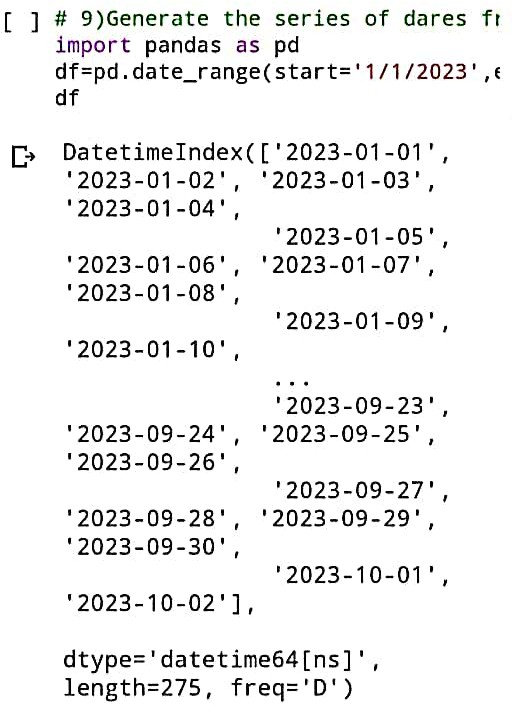 [ ] # 9)Generate the series of dares fr
import pandas as pd
df=pd.date_range(start='1/1/2023',e
df
DatetimeIndex(['2023-01-01',
'2023-01-02', '2023-01-03',
'2023-01-04',
'2023-01-05',
'2023-01-06', '2023-01-07',
'2023-01-08',
'2023-01-09',
'2023-01-10',
...
'2023-09-23',
'2023-09-24', '2023-09-25',
'2023-09-26',
'2023-09-27',
'2023-09-28', '2023-09-29',
'2023-09-30',
'2023-10-01',
'2023-10-02'],
dtype='datetime64[ns]',
length=275, freq='D')